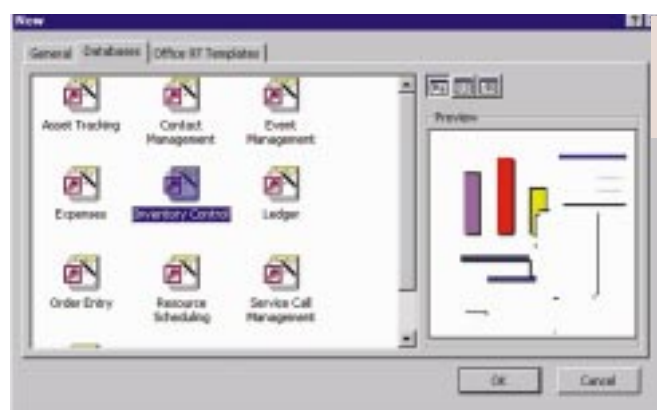 New
General Databases Office 97 Templates
Asset Tracking Contact Management Event Management
Preview
Expenses Inventory Control Ledger
Order Entry Resource Scheduling Service Call Management
OK Cancel